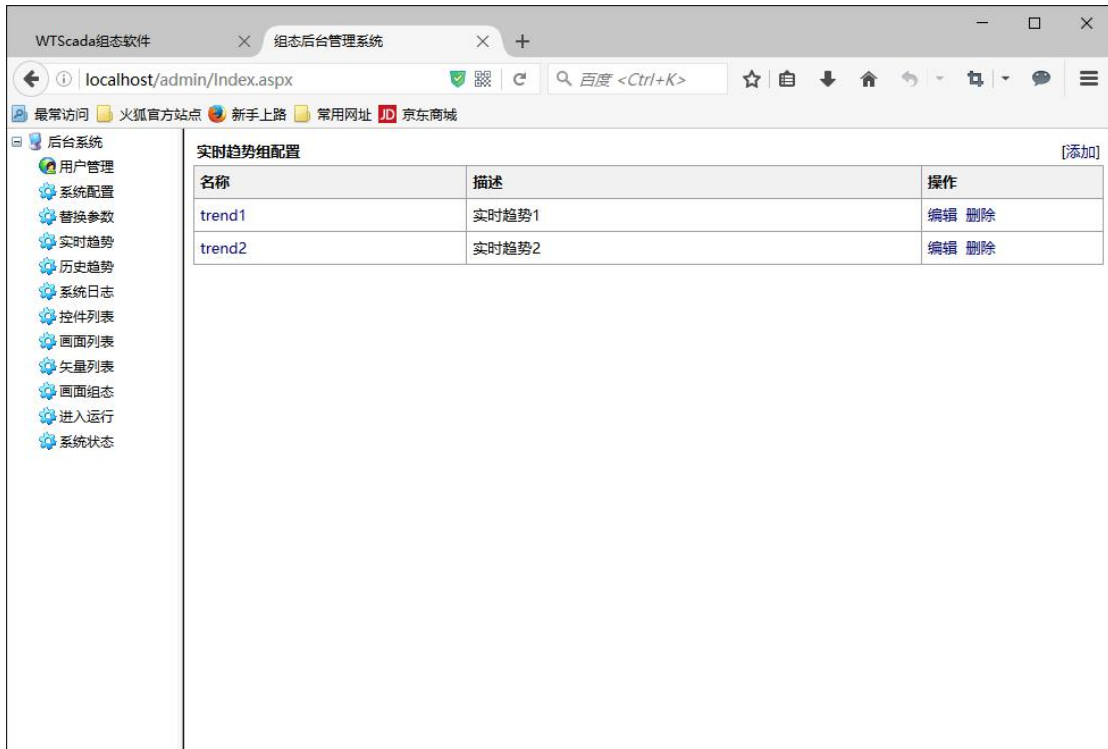 WTScada组态软件 组态后台管理系统
localhost/admin/Index.aspx 百度 <Ctrl+K>
最常访问 火狐官方站点 新手上路 常用网址 JD 京东商城
后台系统
用户管理
系统配置
替换参数
实时趋势
历史趋势
系统日志
控件列表
画面列表
矢量列表
画面组态
进入运行
系统状态
实时趋势组配置 [添加]
名称 描述 操作
trend1 实时趋势1 编辑 删除
trend2 实时趋势2 编辑 删除